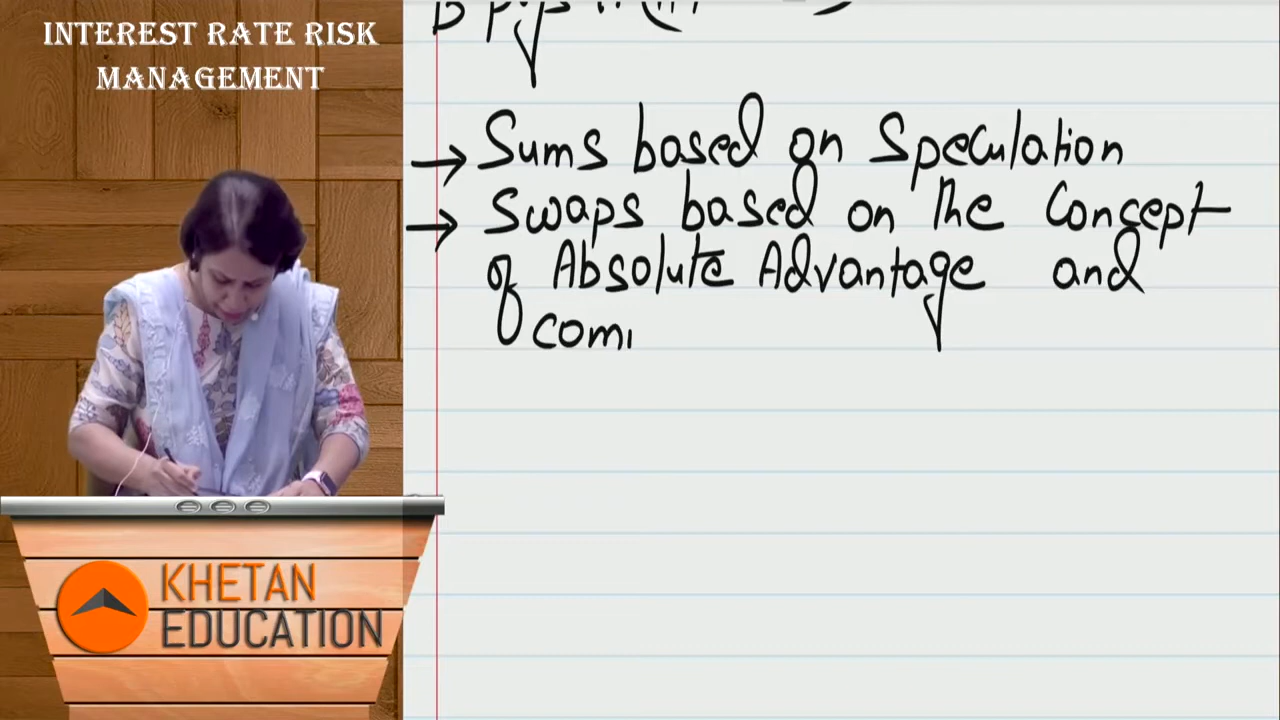 INTEREST RATE RISK
MANAGEMENT
→ Sums based on Speculation
→ Swaps based on the Concept
of Absolute Advantage and
com
KHETAN
EDUCATION